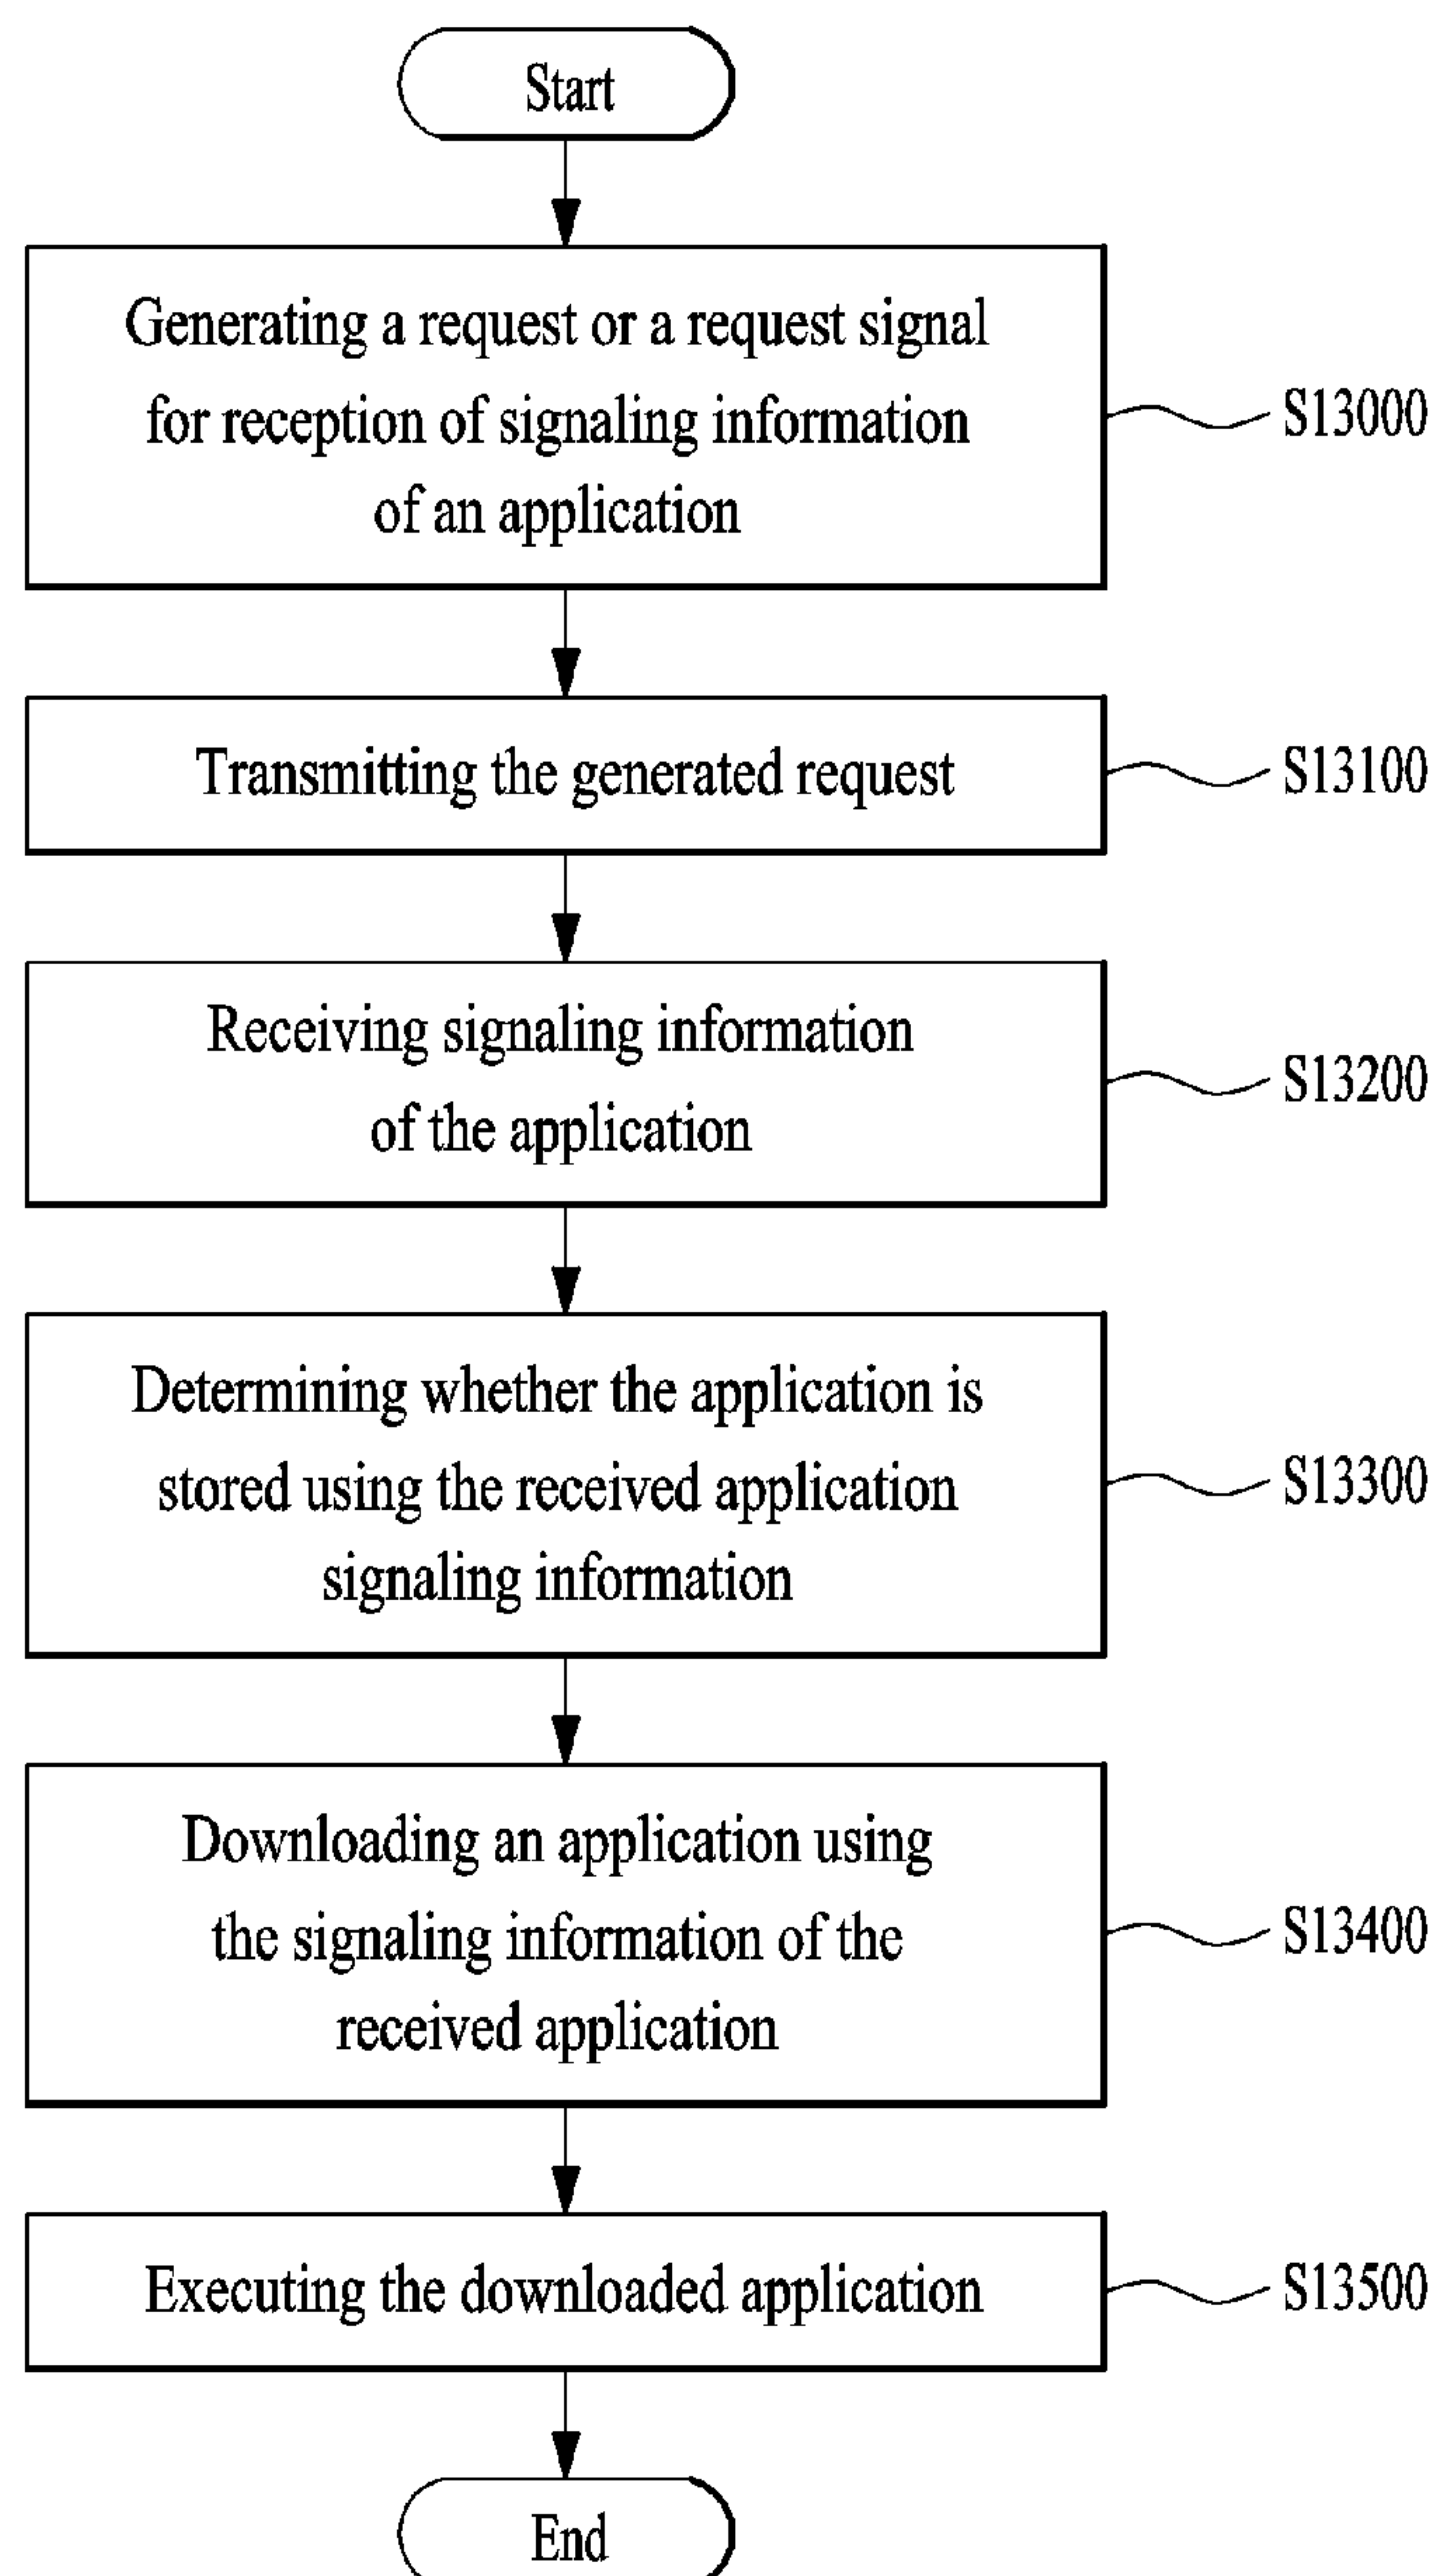 Start
Generating a request or a request signal
for reception of signaling information
of an application
S13000
Transmitting the generated request
S13100
Receiving signaling information
of the application
S13200
Determining whether the application is
stored using the received application
signaling information
S13300
Downloading an application using
the signaling information of the
received application
S13400
Executing the downloaded application
S13500
End